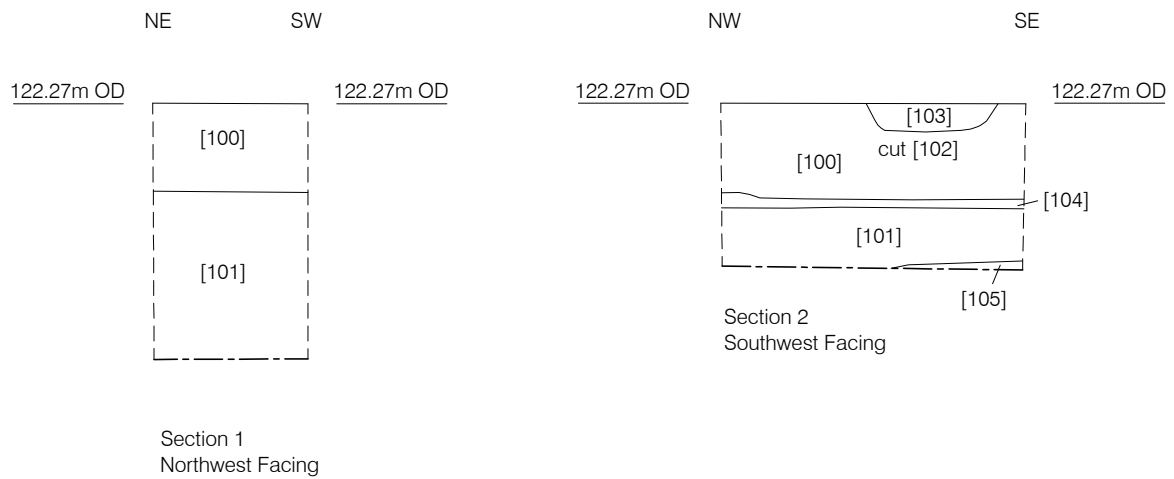 NE
SW
122.27m OD
122.27m OD
[100]
[101]
Section 1
Northwest Facing
NW
SE
122.27m OD
122.27m OD
[103]
cut [102]
[100]
[104]
[101]
[105]
Section 2
Southwest Facing